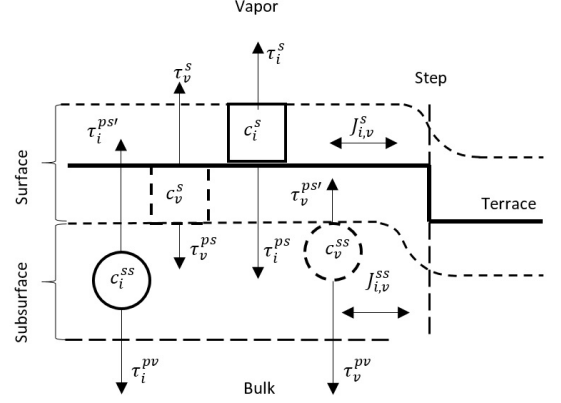 Vapor
τ_i^s
τ_v^s
Step
τ_i^{ps′}
c_i^s
J_{i,v}^s
Surface
c_v^s
τ_v^{ps′}
Terrace
τ_v^{ps}
τ_i^{ps}
c_v^{ss}
c_i^{ss}
J_{i,v}^{ss}
Subsurface
τ_i^{pv}
Bulk
τ_v^{pv}